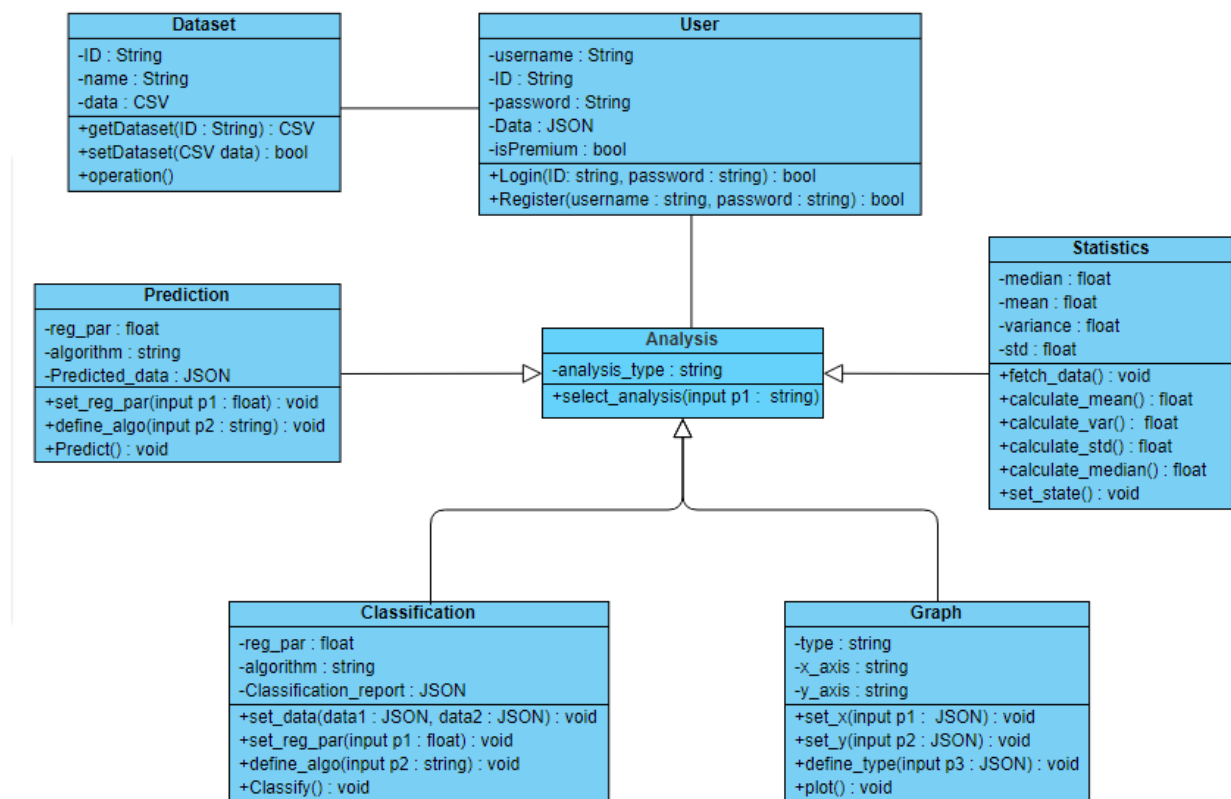 Dataset
-ID : String
-name : String
-data : CSV
+getDataset(ID : String) : CSV
+setDataset(CSV data) : bool
+operation()
User
-username : String
-ID : String
-password : String
-Data : JSON
-isPremium : bool
+Login(ID: string, password : string) : bool
+Register(username : string, password : string) : bool
Prediction
-reg_par : float
-algorithm : string
-Predicted_data : JSON
+set_reg_par(input p1 : float) : void
+define_algo(input p2 : string) : void
+Predict() : void
Analysis
-analysis_type : string
+select_analysis(input p1 :  string)
Statistics
-median : float
-mean : float
-variance : float
-std : float
+fetch_data() : void
+calculate_mean() : float
+calculate_var() :  float
+calculate_std() : float
+calculate_median() : float
+set_state() : void
Classification
-reg_par : float
-algorithm : string
-Classification_report : JSON
+set_data(data1 : JSON, data2 : JSON) : void
+set_reg_par(input p1 : float) : void
+define_algo(input p2 : string) : void
+Classify() : void
Graph
-type : string
-x_axis : string
-y_axis : string
+set_x(input p1 :  JSON) : void
+set_y(input p2 : JSON) : void
+define_type(input p3 : JSON) : void
+plot() : void